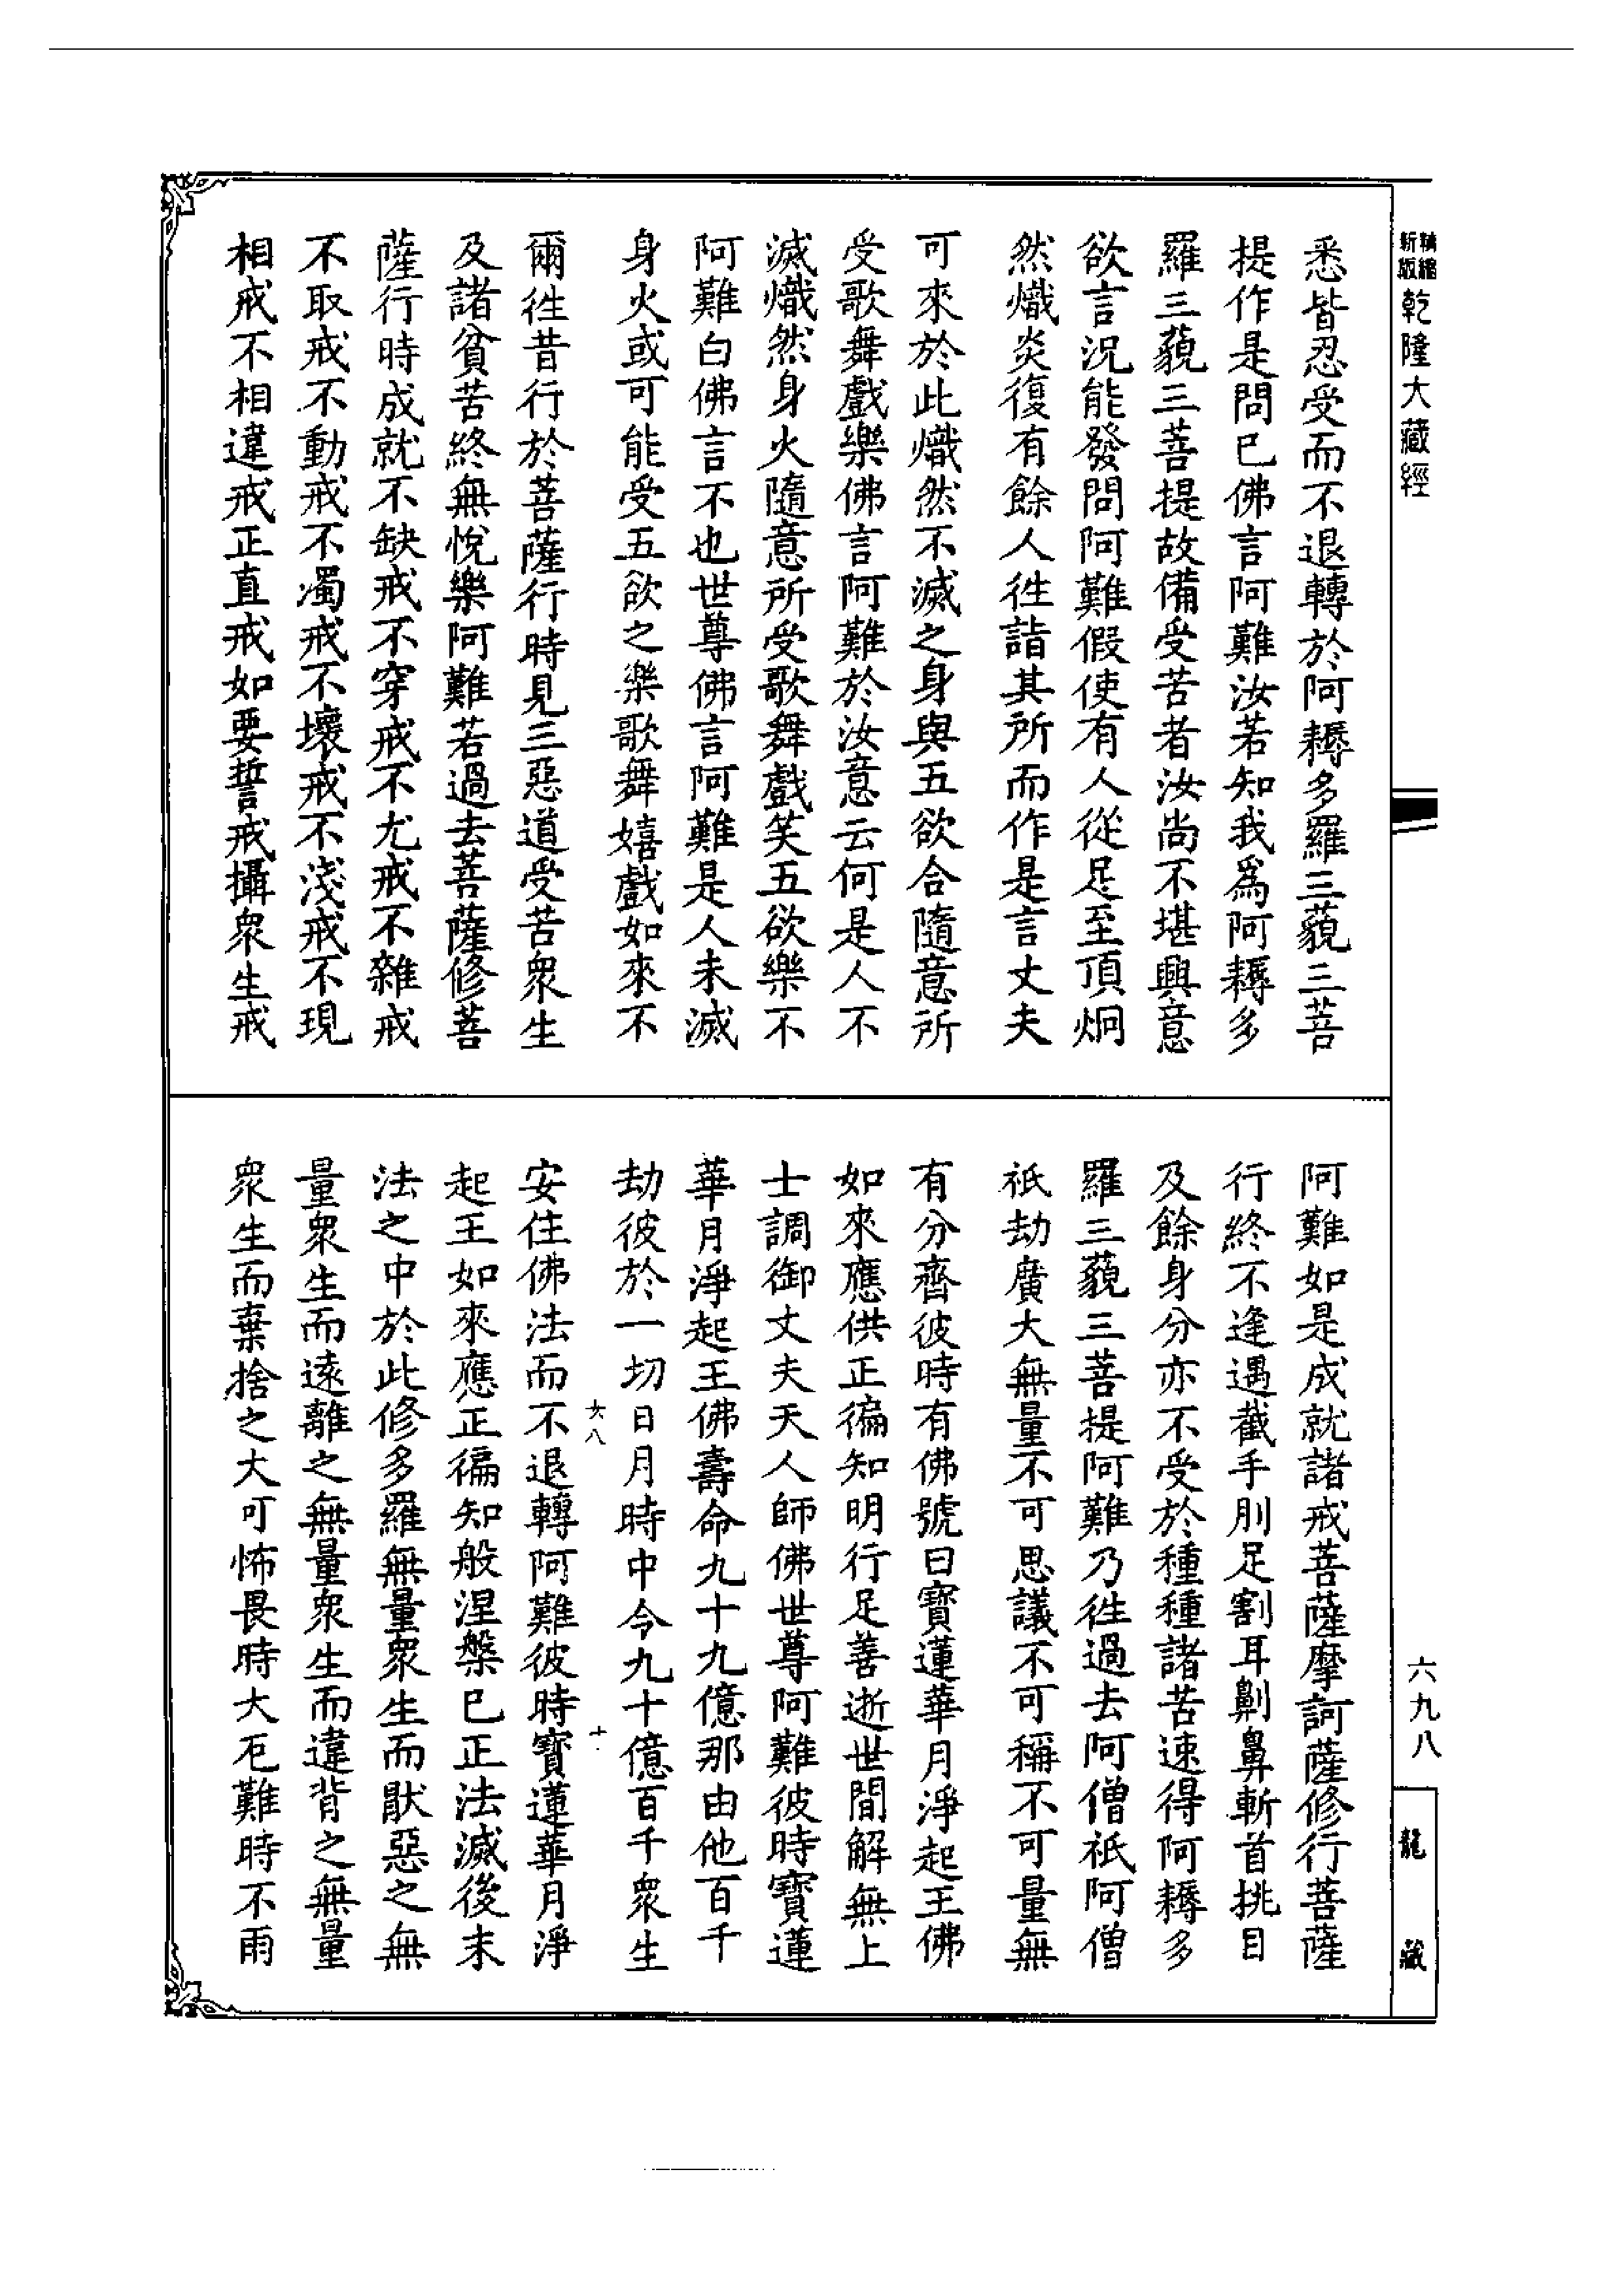 精縮新版乾隆大藏經
悉皆忍受而不退轉於阿耨多羅三藐三菩
提作是問已佛言阿難汝若知我爲阿耨多
羅三藐三菩提故備受苦者汝尚不堪興意
欲言況能發問阿難假使有人從足至頂炯
然熾炎復有餘人徃詣其所而作是言丈夫
可來於此熾然不滅之身與五欲合隨意所
受歌舞戲樂佛言阿難於汝意云何是人不
滅熾然身火隨意所受歌舞戲笑五欲樂不
阿難白佛言不也世尊佛言阿難是人未滅
身火或可能受五欲之樂歌舞嬉戲如來不
爾徃昔行於菩薩行時見三惡道受苦衆生
及諸貧苦終無悅樂阿難若過去菩薩修菩
薩行時成就不缺戒不穿戒不尤戒不雜戒
不取戒不動戒不濁戒不壞戒不淺戒不現
相戒不相違戒正直戒如要誓戒攝衆生戒
阿難如是成就諸戒菩薩摩訶薩修行菩薩
行終不逢遇截手刖足割耳劓鼻斬首挑目
及餘身分亦不受於種種諸苦速得阿耨多
羅三藐三菩提阿難乃徃過去阿僧祇阿僧
祇劫廣大無量不可思議不可稱不可量無
有分齊彼時有佛號曰寶蓮華月淨起王佛
如來應供正徧知明行足善逝世間解無上
士調御丈夫天人師佛世尊阿難彼時寶蓮
華月淨起王佛壽命九十九億那由他百千
劫彼於一切日月時中令九十億百千衆生
安住佛法而不退轉阿難彼時寶蓮華月淨
起王如來應正徧知般涅槃已正法滅後末
法之中於此修多羅無量衆生而厭惡之無
量衆生而遠離之無量衆生而違背之無量
衆生而棄捨之大可怖畏時大厄難時不雨
六九八
龍藏